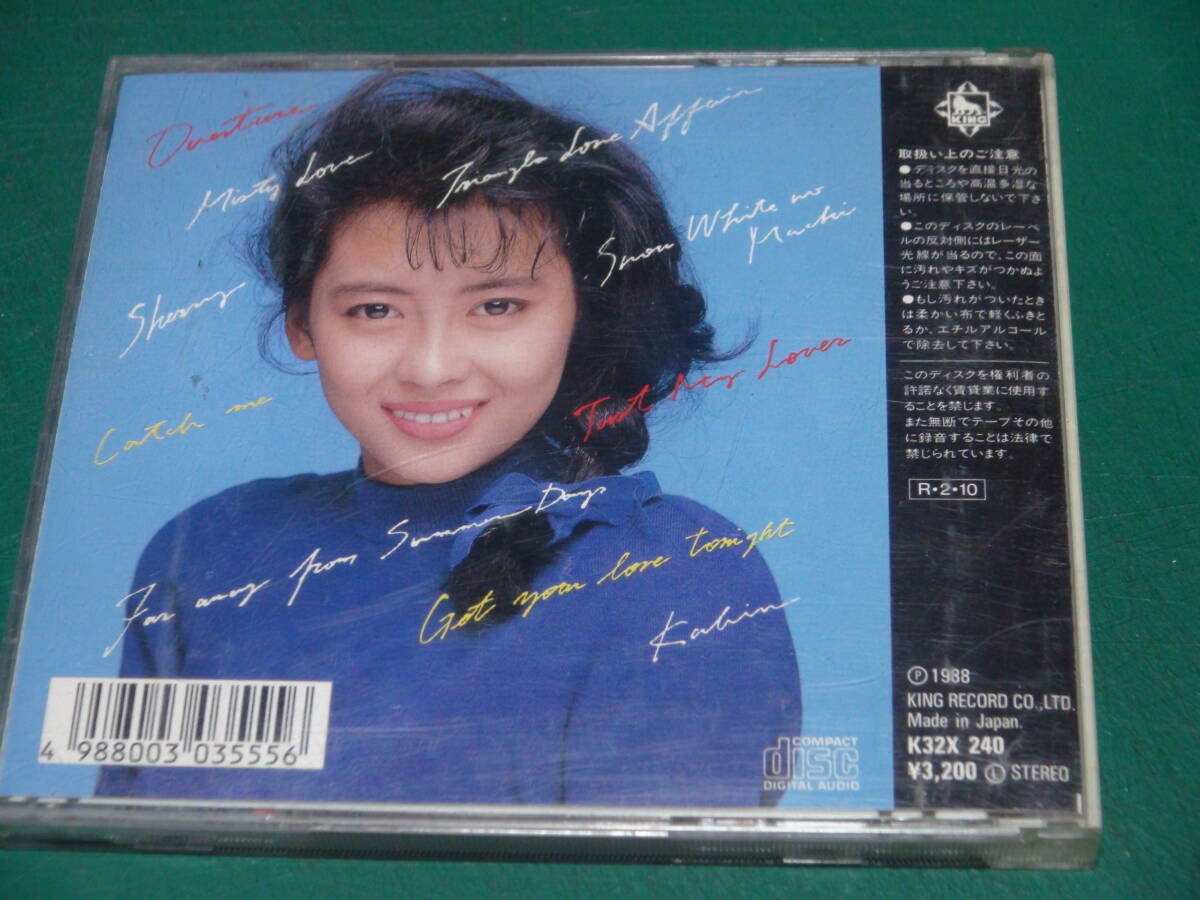 Overture
Misty Love
Triangle Love Affair
Snow White no
Machi
Sherry
Just My Lover
Catch me
Far away from Summer Days
Get your love tonight
Kabin
4 988003 035556
COMPACT
disc
DIGITAL AUDIO
KING
取扱い上のご注意
●ディスクを直接日光の
当るところや高温多湿な
場所に保管しないで下さ
い。
●このディスクのレーベ
ルの反対側にはレーザー
光線が当るので、この面
に汚れやキズがつかぬよ
うご注意下さい。
●もし汚れがついたとき
は柔かい布で軽くふきと
るか、エチルアルコール
で除去して下さい。
このディスクを権利者の
許諾なく賃貸業に使用す
ることを禁じます。
また無断でテープその他
に録音することは法律で
禁じられています。
R・2・10
Ⓟ1988
KING RECORD CO., LTD.
Made in Japan.
K32X 240
¥3,200 Ⓛ STEREO